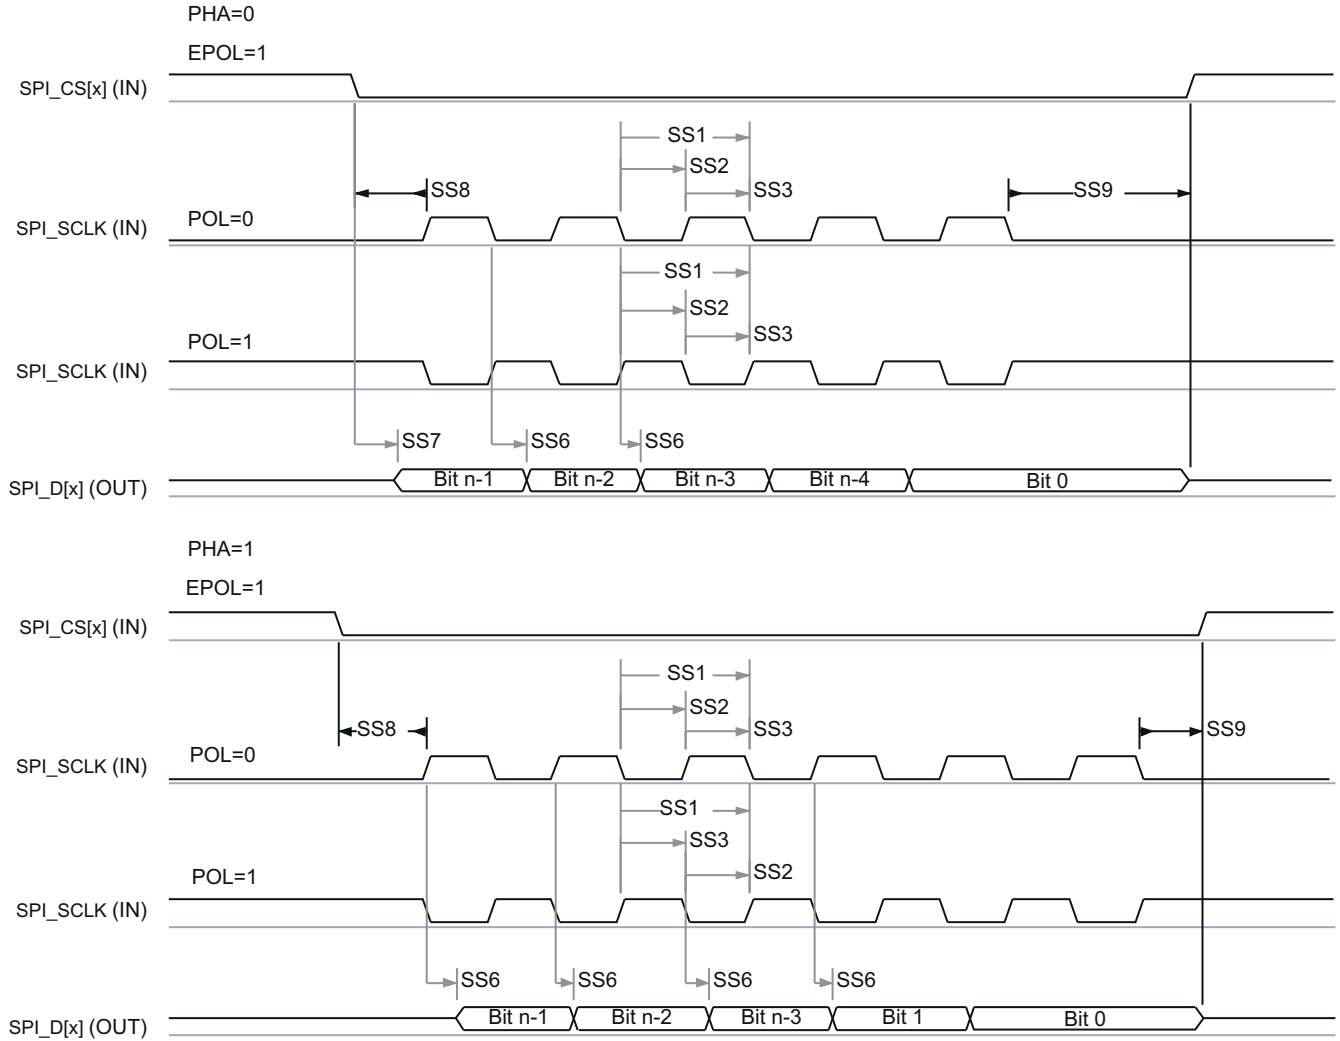 PHA=0
EPOL=1
SPI_CS[x] (IN)
SS1
SS2
SS8
SS3
SS9
POL=0
SPI_SCLK (IN)
SS1
SS2
SS3
POL=1
SPI_SCLK (IN)
SS7
SS6
SS6
SPI_D[x] (OUT)
Bit n-1
Bit n-2
Bit n-3
Bit n-4
Bit 0
PHA=1
EPOL=1
SPI_CS[x] (IN)
SS1
SS2
SS8
SS3
SS9
POL=0
SPI_SCLK (IN)
SS1
SS3
SS2
POL=1
SPI_SCLK (IN)
SS6
SS6
SS6
SS6
SPI_D[x] (OUT)
Bit n-1
Bit n-2
Bit n-3
Bit 1
Bit 0